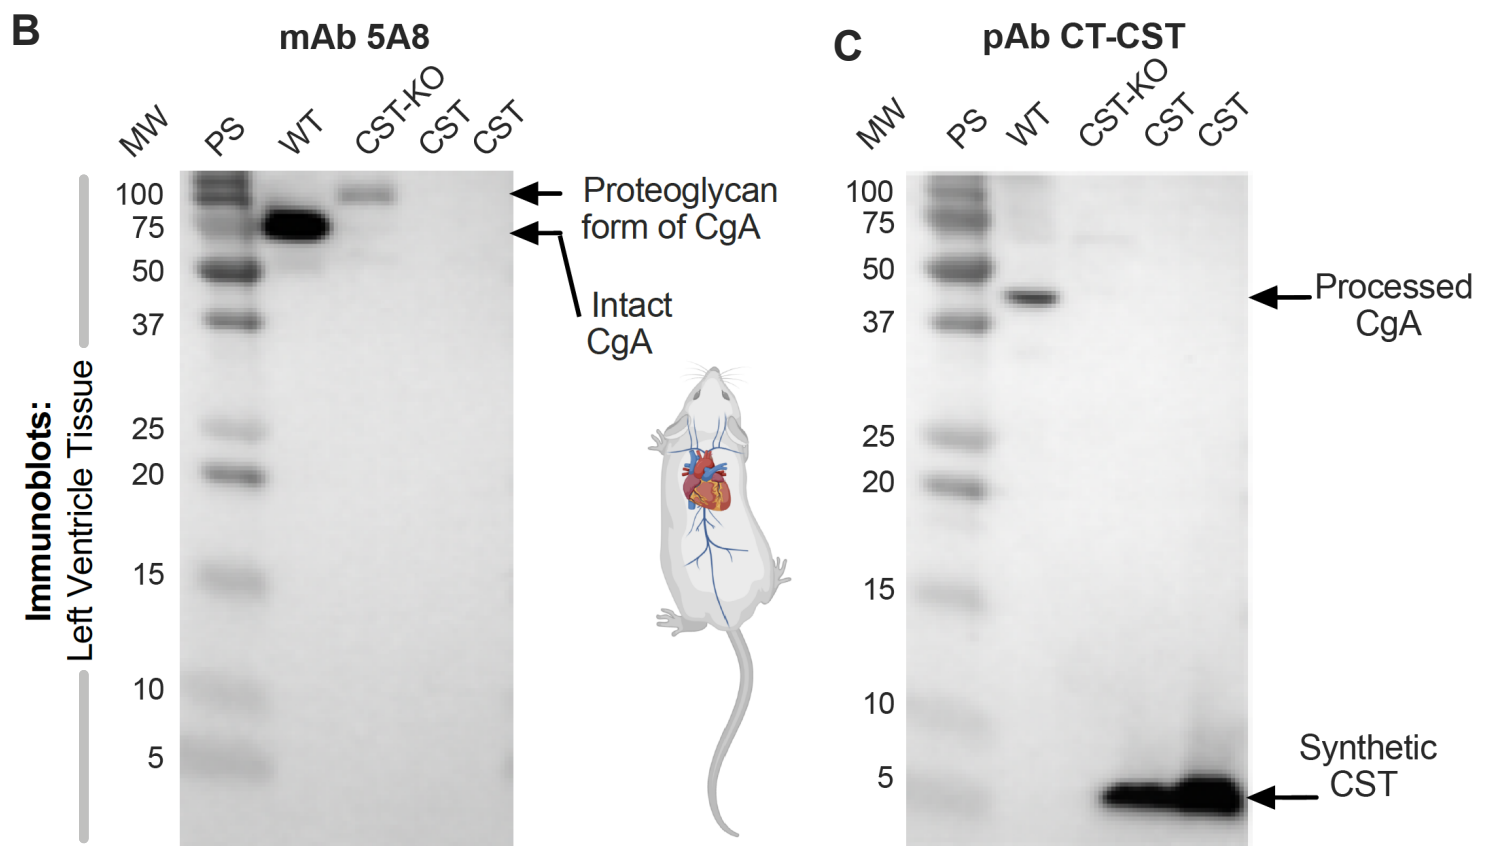 B
mAb 5A8
MW
PS
WT
CST-KO
CST
CST
100
75
50
37
25
20
15
10
5
Immunoblots:
Left Ventricle Tissue
Proteoglycan
form of CgA
Intact
CgA
C
pAb CT-CST
MW
PS
WT
CST-KO
CST
CST
100
75
50
37
25
20
15
10
5
Processed
CgA
Synthetic
CST